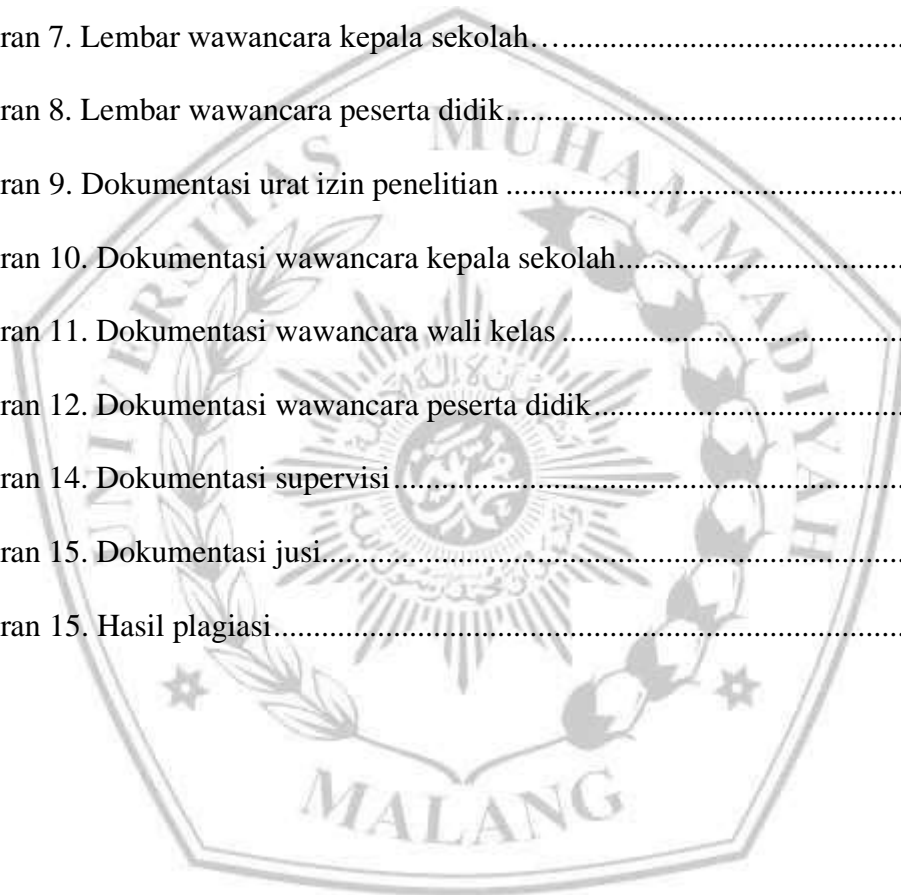 ran 7. Lembar wawancara kepala sekolah….............................................
ran 8. Lembar wawancara peserta didik....................................................
ran 9. Dokumentasi urat izin penelitian ..................................................
ran 10. Dokumentasi wawancara kepala sekolah.....................................
ran 11. Dokumentasi wawancara wali kelas ...........................................
ran 12. Dokumentasi wawancara peserta didik.......................................
ran 14. Dokumentasi supervisi................................................................
ran 15. Dokumentasi jusi.........................................................................
ran 15. Hasil plagiasi...............................................................................
UNIVERSITAS MUHAMMADIYAH
MALANG